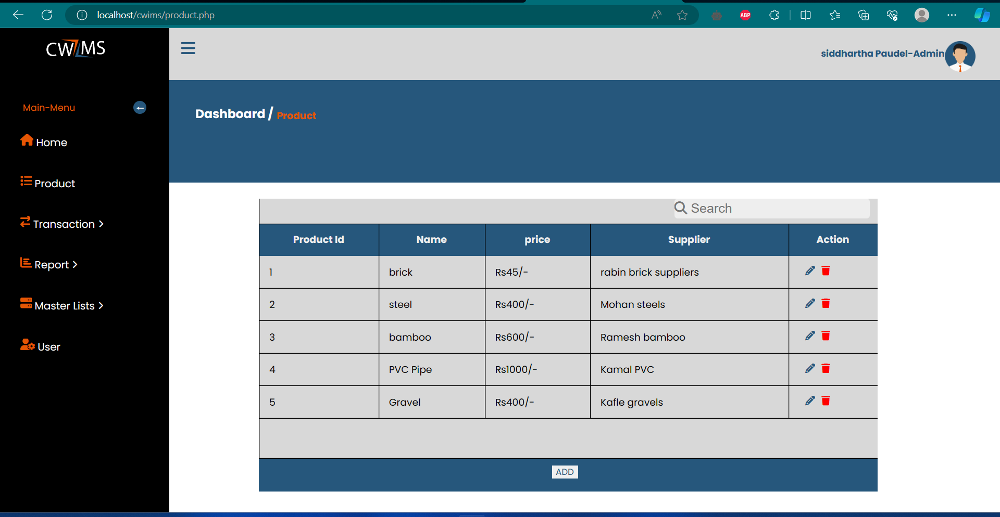 localhost/cwims/product.php
ABP
CWIMS
siddhartha Paudel-Admin
Main-Menu
Dashboard / Product
Home
Product
Transaction
Report
Master Lists
User
Search
Product Id Name price Supplier Action
1 brick Rs45/- rabin brick suppliers
2 steel Rs400/- Mohan steels
3 bamboo Rs600/- Ramesh bamboo
4 PVC Pipe Rs1000/- Kamal PVC
5 Gravel Rs400/- Kafle gravels
ADD